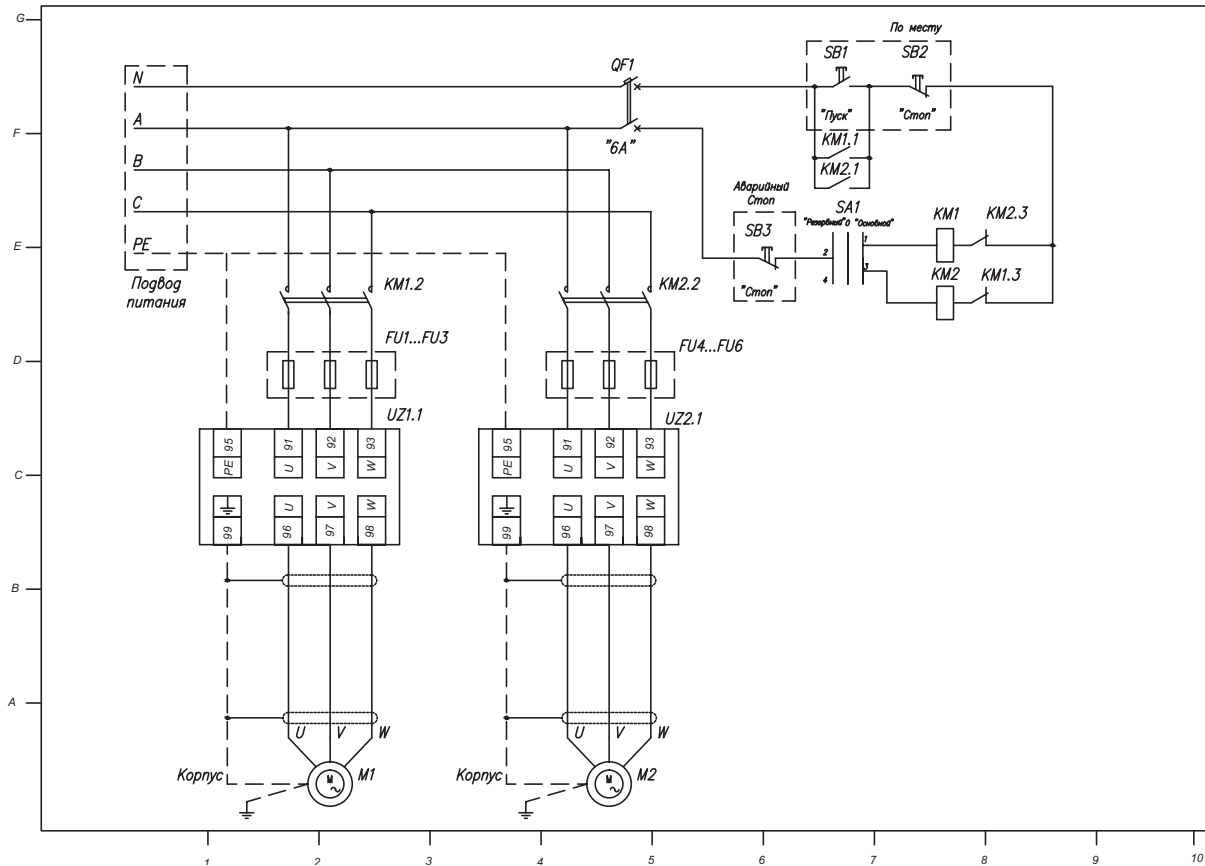 G
По месту
QF1
SB1
SB2
N
"Пуск"
"Стоп"
F
A
"6А"
KM1.1
B
KM2.1
Аварийный
Стоп
C
SA1
"Резервный" 0 "Основной"
SB3
KM1
KM2.3
E
PE
1
2
3
4
KM2
KM1.3
"Стоп"
Подвод
питания
KM1.2
KM2.2
FU1...FU3
FU4...FU6
D
UZ1.1
UZ2.1
95 91 92 93
PE U V W
95 91 92 93
PE U V W
C
U V W
99 96 97 98
U V W
99 96 97 98
B
A
U V W
U V W
Корпус
M
M1
Корпус
M
M2
1 2 3 4 5 6 7 8 9 10